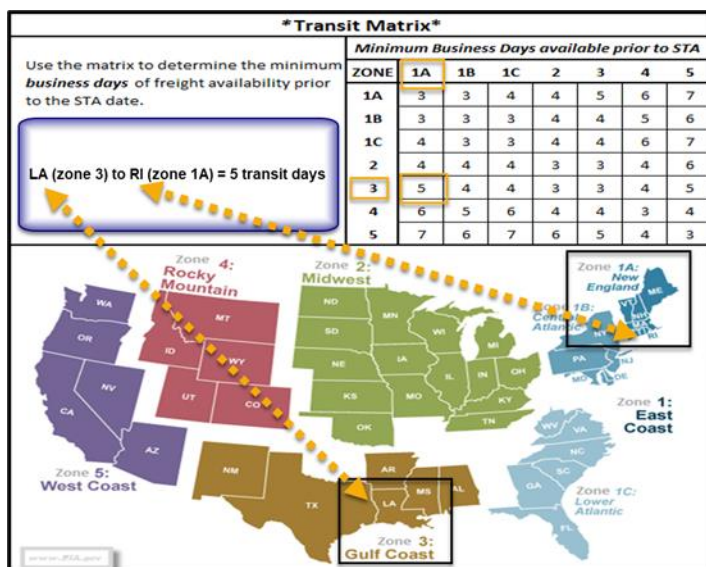 *Transit Matrix*
Use the matrix to determine the minimum
business days of freight availability prior
to the STA date.
LA (zone 3) to RI (zone 1A) = 5 transit days
Minimum Business Days available prior to STA
ZONE 1A 1B 1C 2 3 4 5
1A 3 3 4 4 5 6 7
1B 3 3 3 4 4 5 6
1C 4 3 3 4 4 6 7
2 4 4 4 3 3 4 6
3 5 4 4 3 3 4 5
4 6 5 6 4 4 3 4
5 7 6 7 6 5 4 3
Zone 4:
Rocky
Mountain
Zone 2:
Midwest
Zone 1A:
New
England
Zone 1B:
Central
Atlantic
Zone 1:
East
Coast
Zone 1C:
Lower
Atlantic
Zone 5:
West Coast
Zone 3:
Gulf Coast
WA
OR
CA
NV
AZ
MT
ID
WY
UT
CO
ND
SD
NE
KS
OK
MN
IA
MO
WI
IL
MI
IN
OH
KY
TN
NM
TX
AR
LA
MS
AL
ME
VT
NH
MA
RI
NY
PA
NJ
DE
MD
WV
VA
NC
SC
GA
FL
www.EIA.gov